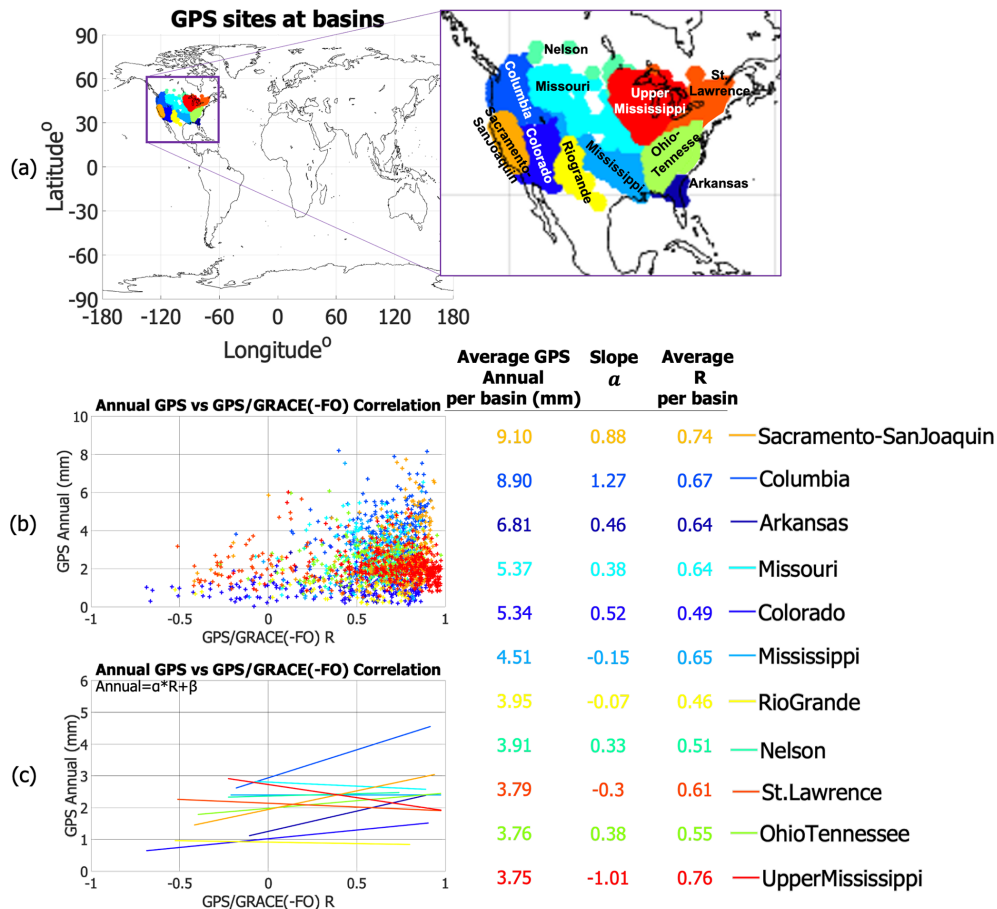 GPS sites at basins
90
60
30
0
-30
-60
-90
Latitude°
(a)
-180 -120 -60 0 60 120 180
Longitude°
Nelson
Columbia
Missouri
St.
Lawrence
Upper
Mississippi
Sacramento-
SanJoaquin
Colorado
Riogrande
Mississippi
Ohio-
Tennesse
Arkansas
Average GPS Annual per basin (mm) Slope a Average R per basin
9.10 0.88 0.74 Sacramento-SanJoaquin
8.90 1.27 0.67 Columbia
6.81 0.46 0.64 Arkansas
5.37 0.38 0.64 Missouri
5.34 0.52 0.49 Colorado
4.51 -0.15 0.65 Mississippi
3.95 -0.07 0.46 RioGrande
3.91 0.33 0.51 Nelson
3.79 -0.3 0.61 St.Lawrence
3.76 0.38 0.55 OhioTennessee
3.75 -1.01 0.76 UpperMississippi
Annual GPS vs GPS/GRACE(-FO) Correlation
10
8
6
4
2
0
GPS Annual (mm)
(b)
-1 -0.5 0 0.5 1
GPS/GRACE(-FO) R
Annual GPS vs GPS/GRACE(-FO) Correlation
Annual=α*R+β
6
5
4
3
2
1
0
GPS Annual (mm)
(c)
-1 -0.5 0 0.5 1
GPS/GRACE(-FO) R